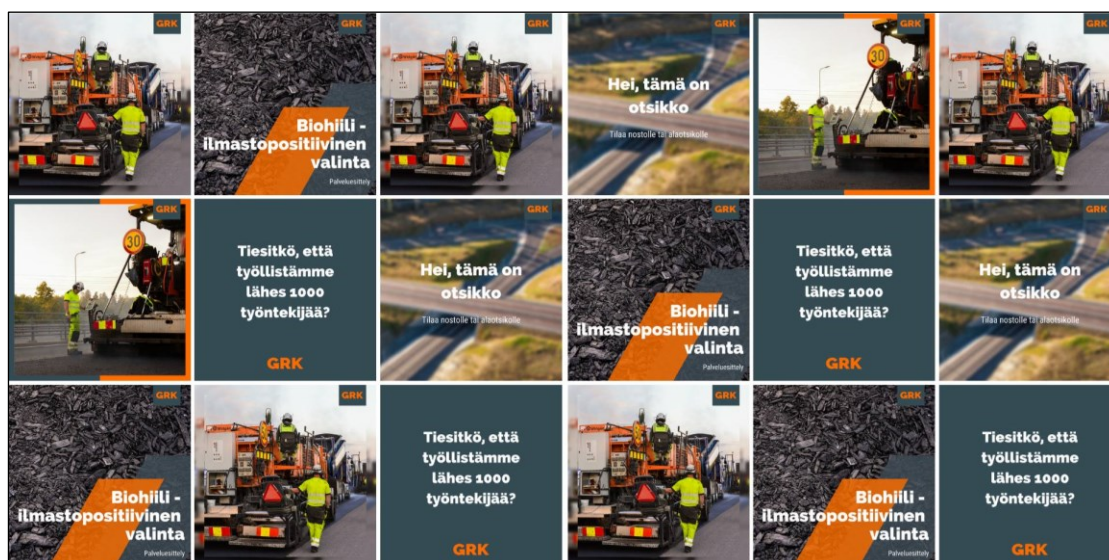 GRK
GRK
Biohiili -
ilmastopositiivinen
valinta
Palveluesittely
GRK
GRK
Hei, tämä on
otsikko
Tilaa nostolle tai alaotsikolle
GRK
30
GRK
GRK
30
Tiesitkö, että
työllistämme
lähes 1000
työntekijää?
GRK
GRK
Hei, tämä on
otsikko
Tilaa nostolle tai alaotsikolle
GRK
Biohiili -
ilmastopositiivinen
valinta
Palveluesittely
Tiesitkö, että
työllistämme
lähes 1000
työntekijää?
GRK
GRK
Hei, tämä on
otsikko
Tilaa nostolle tai alaotsikolle
GRK
Biohiili -
ilmastopositiivinen
valinta
Palveluesittely
GRK
Tiesitkö, että
työllistämme
lähes 1000
työntekijää?
GRK
GRK
GRK
Biohiili -
ilmastopositiivinen
valinta
Palveluesittely
Tiesitkö, että
työllistämme
lähes 1000
työntekijää?
GRK